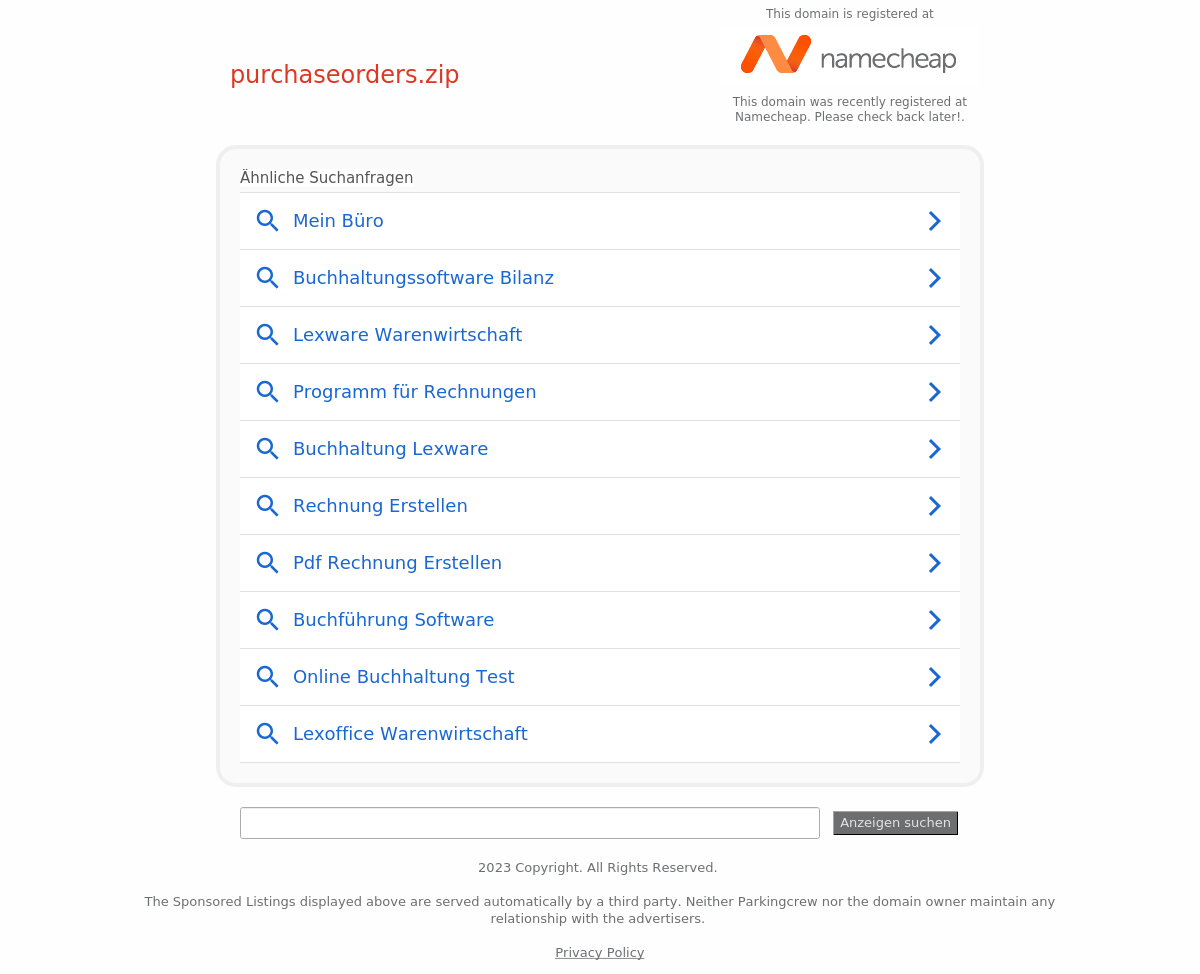 This domain is registered at
namecheap
purchaseorders.zip
This domain was recently registered at
Namecheap. Please check back later!.
Ähnliche Suchanfragen
Mein Büro
Buchhaltungssoftware Bilanz
Lexware Warenwirtschaft
Programm für Rechnungen
Buchhaltung Lexware
Rechnung Erstellen
Pdf Rechnung Erstellen
Buchführung Software
Online Buchhaltung Test
Lexoffice Warenwirtschaft
Anzeigen suchen
2023 Copyright. All Rights Reserved.
The Sponsored Listings displayed above are served automatically by a third party. Neither Parkingcrew nor the domain owner maintain any
relationship with the advertisers.
Privacy Policy